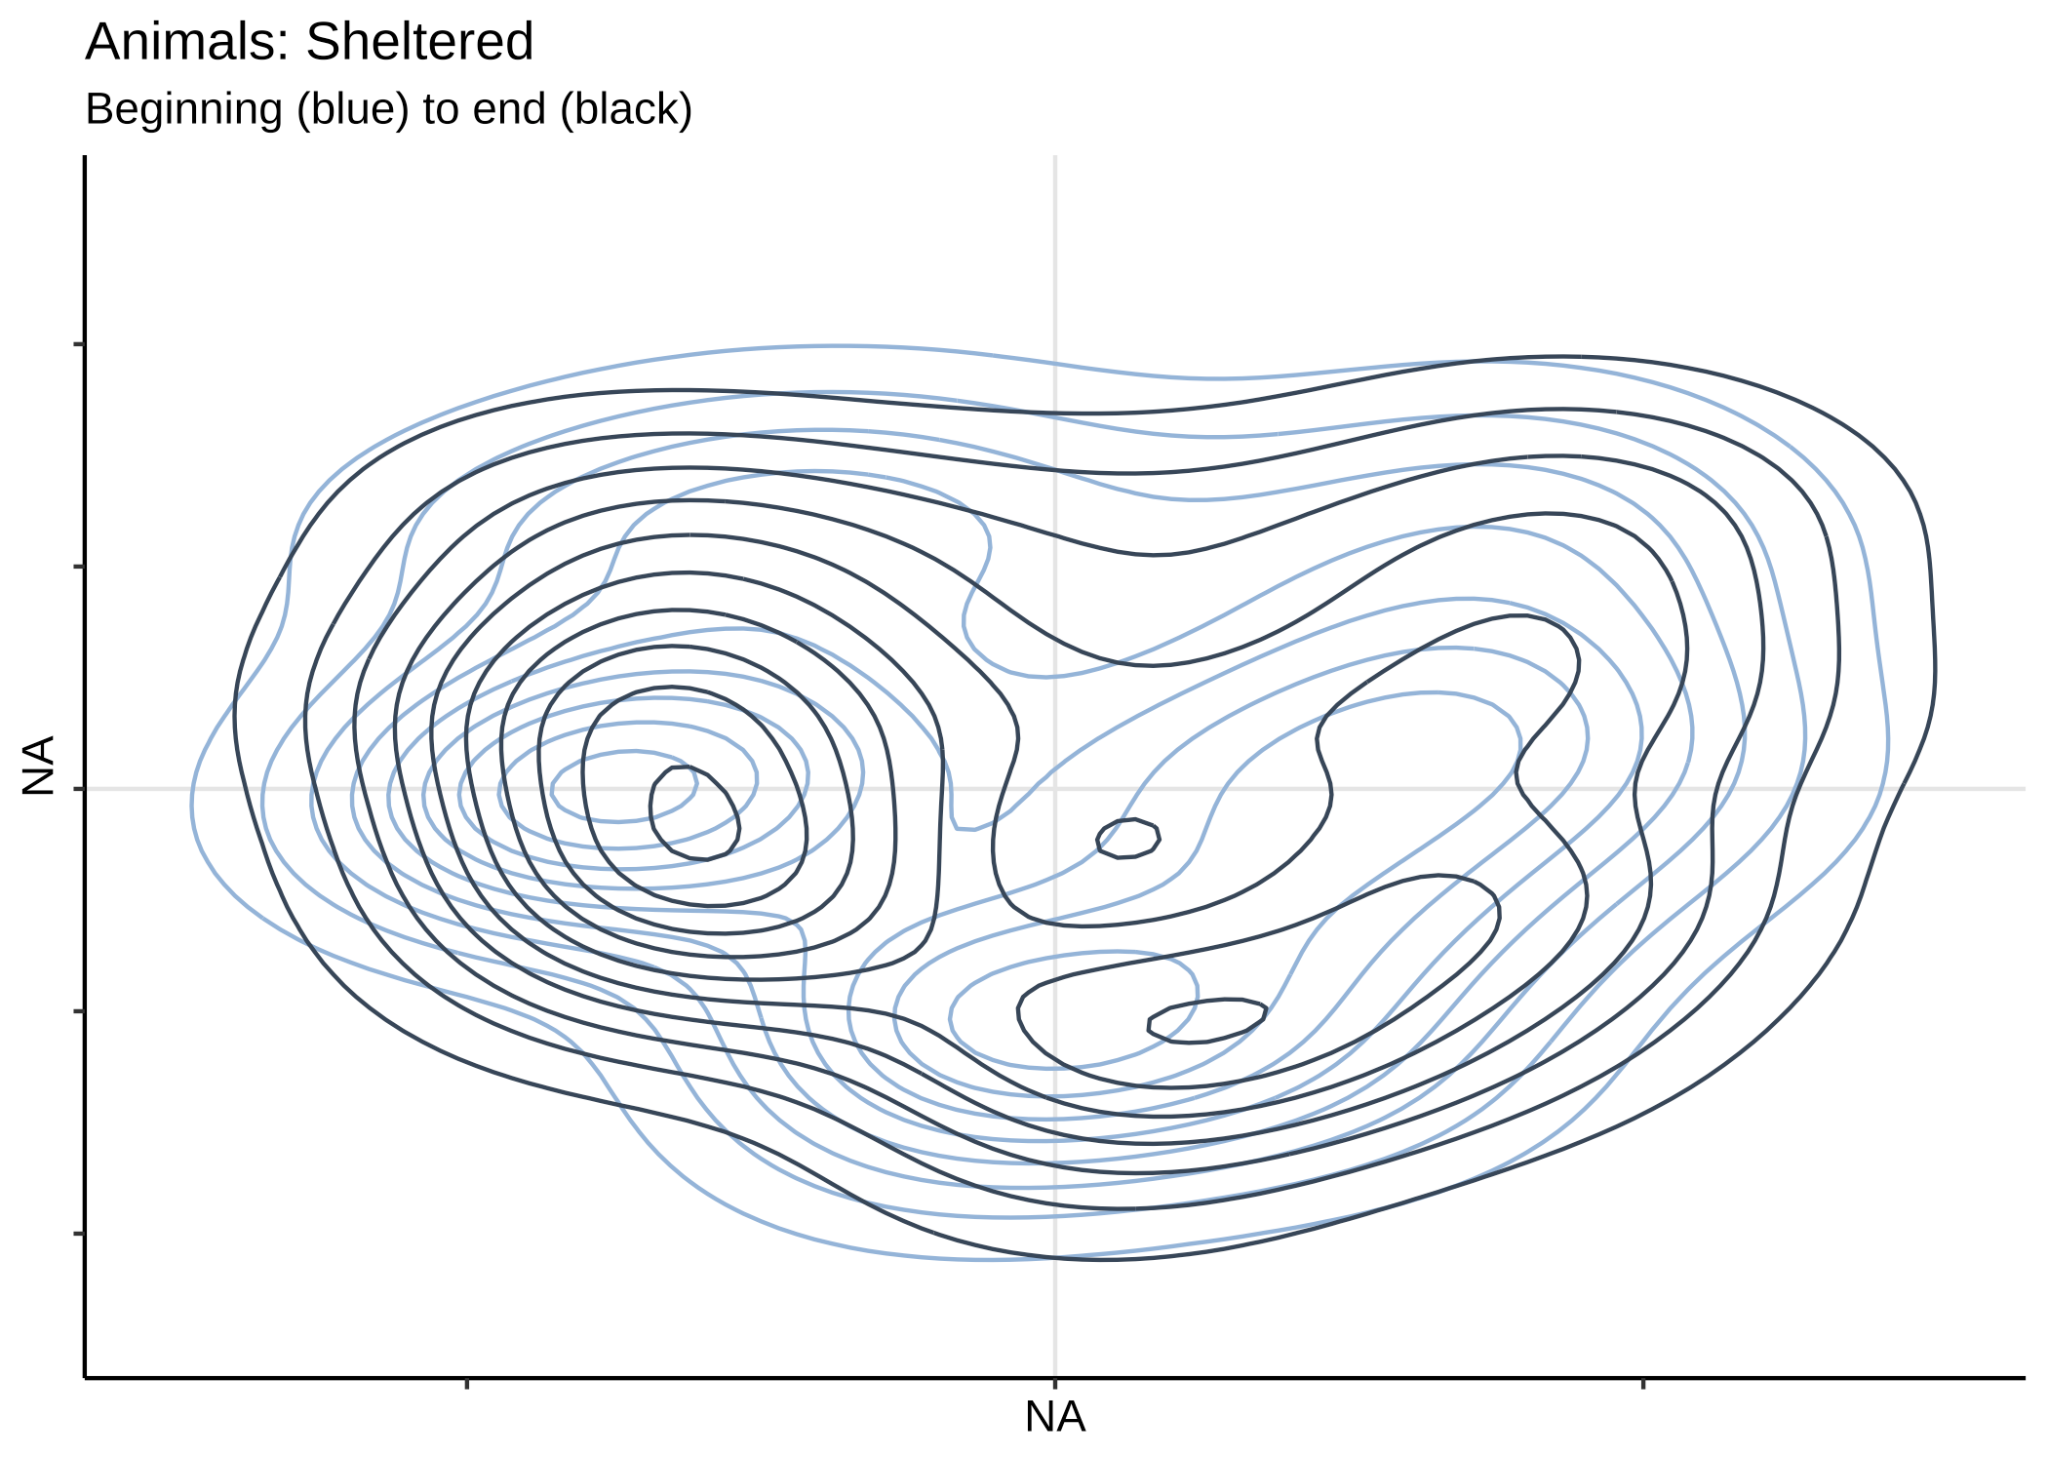 Animals: Sheltered
Beginning (blue) to end (black)
NA
NA